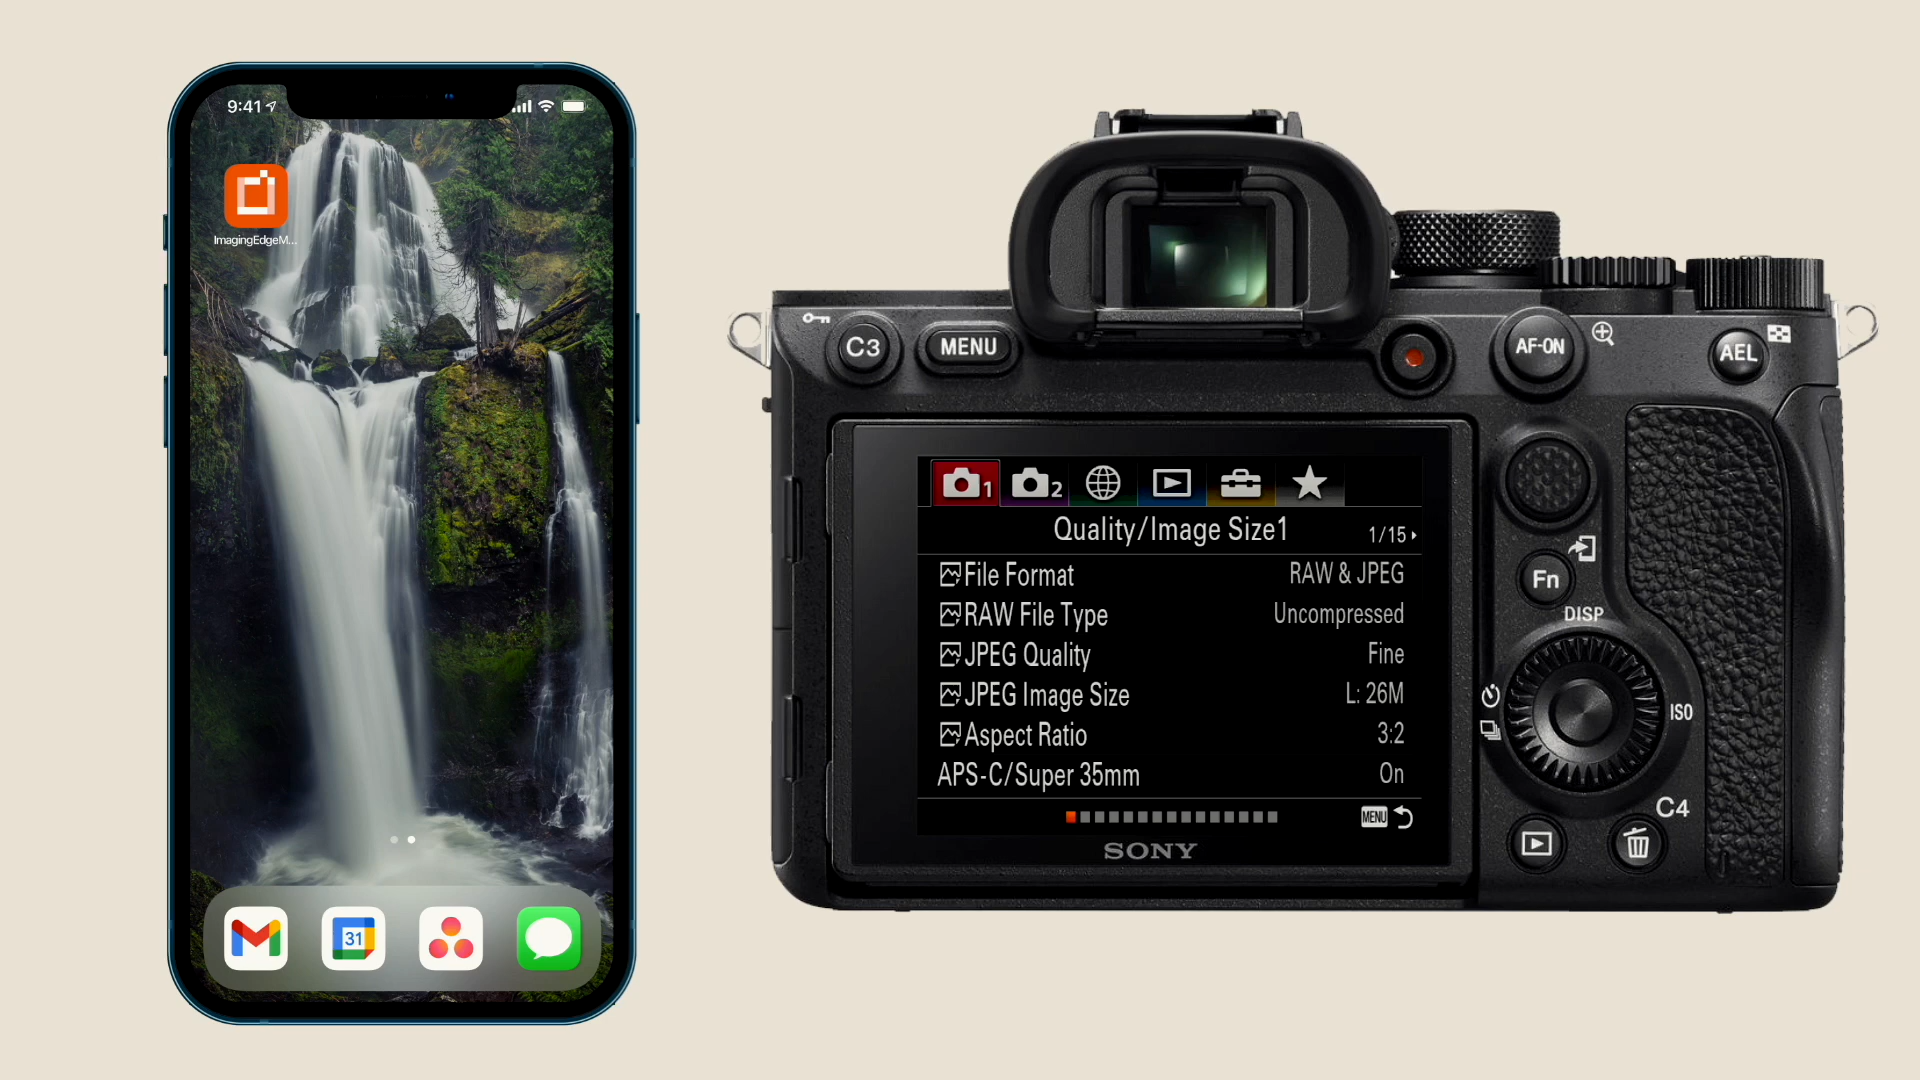 9:41
ImagingEdgeM...
31
C3
MENU
AF-ON
AEL
1
2
Quality/Image Size1
1/15
File Format RAW & JPEG
RAW File Type Uncompressed
JPEG Quality Fine
JPEG Image Size L: 26M
Aspect Ratio 3:2
APS-C/Super 35mm On
MENU
SONY
Fn
DISP
ISO
C4